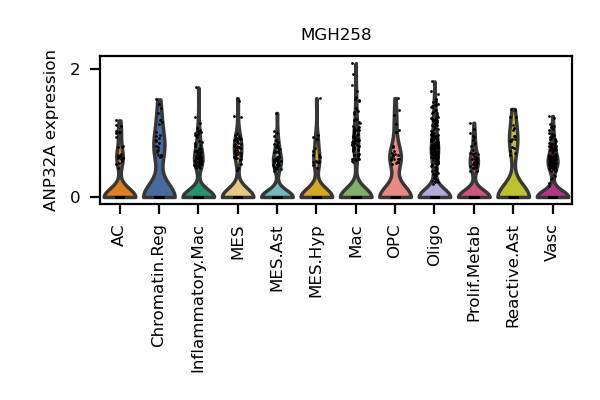 MGH258
ANP32A expression
2
0
AC
Chromatin.Reg
Inflammatory.Mac
MES
MES.Ast
MES.Hyp
Mac
OPC
Oligo
Prolif.Metab
Reactive.Ast
Vasc